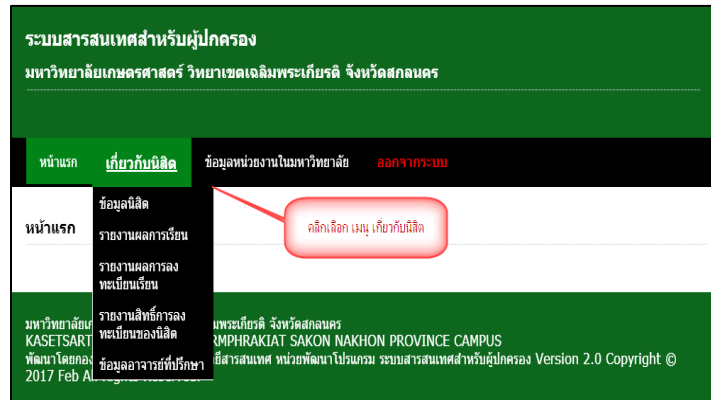 ระบบสารสนเทศสำหรับผู้ปกครอง
มหาวิทยาลัยเกษตรศาสตร์ วิทยาเขตเฉลิมพระเกียรติ จังหวัดสกลนคร
หน้าแรก เกี่ยวกับนิสิต ข้อมูลหน่วยงานในมหาวิทยาลัย ออกจากระบบ
ข้อมูลนิสิต
รายงานผลการเรียน
รายงานผลการลง
ทะเบียนเรียน
รายงานสิทธิ์การลง
ทะเบียนของนิสิต
ข้อมูลอาจารย์ที่ปรึกษา
หน้าแรก
คลิกเลือก เมนู เกี่ยวกับนิสิต
มพระเกียรติ จังหวัดสกลนคร
KASETSART RMPHRAKIAT SAKON NAKHON PROVINCE CAMPUS
พัฒนาโดยกอง ยีสารสนเทศ หน่วยพัฒนาโปรแกรม ระบบสารสนเทศสำหรับผู้ปกครอง Version 2.0 Copyright ©
2017 Feb